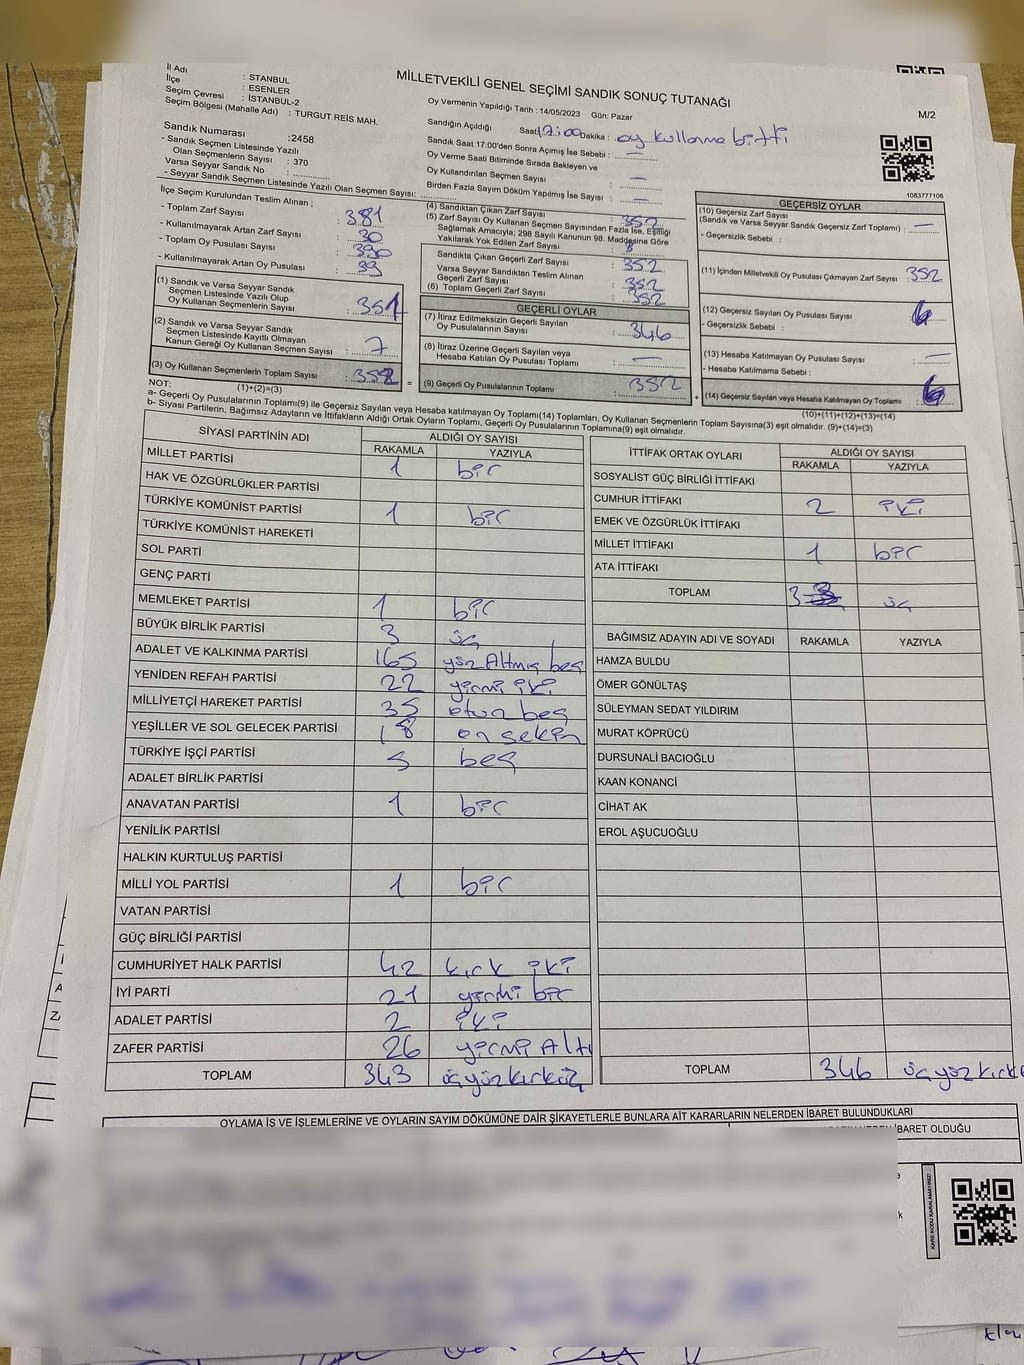 MİLLETVEKİLİ GENEL SEÇİMİ SANDIK SONUÇ TUTANAĞI
M/2
İl Adı : STANBUL
İlçe : ESENLER
Seçim Çevresi : İSTANBUL-2
Seçim Bölgesi (Mahalle Adı) : TURGUT REİS MAH.
Oy Vermenin Yapıldığı Tarih : 14/05/2023 Gün: Pazar
Sandığın Açıldığı Saat 17:00 Dakika : oy kullanma bitti
Sandık Saat 17:00'den Sonra Açımış İse Sebebi : —
Oy Verme Saati Bitiminde Sırada Bekleyen ve
Oy Kullandırılan Seçmen Sayısı : —
Birden Fazla Sayım Döküm Yapılmış İse Sayısı : —
1083777106
Sandık Numarası :2458
- Sandık Seçmen Listesinde Yazılı
Olan Seçmenlerin Sayısı : 370
Varsa Seyyar Sandık No :
- Seyyar Sandık Seçmen Listesinde Yazılı Olan Seçmen Sayısı:
İlçe Seçim Kurulundan Teslim Alınan ;
- Toplam Zarf Sayısı : 381
- Kullanılmayarak Artan Zarf Sayısı : 30
- Toplam Oy Pusulası Sayısı : 390
- Kullanılmayarak Artan Oy Pusulası : 39
(1) Sandık ve Varsa Seyyar Sandık
Seçmen Listesinde Yazılı Olup
Oy Kullanan Seçmenlerin Sayısı :
(2) Sandık ve Varsa Seyyar Sandık
Seçmen Listesinde Kayıtlı Olmayan
Kanun Gereği Oy Kullanan Seçmen Sayısı : 7
(3) Oy Kullanan Seçmenlerin Toplam Sayısı : 352
(1)+(2)=(3)
(4) Sandıktan Çıkan Zarf Sayısı : 352
(5) Zarf Sayısı Oy Kullanan Seçmen Sayısından Fazla İse, Eşitliği
Sağlamak Amacıyla; 298 Sayılı Kanunun 98. Maddesine Göre
Yakılarak Yok Edilen Zarf Sayısı :
Sandıkta Çıkan Geçerli Zarf Sayısı : 352
Varsa Seyyar Sandıktan Teslim Alınan
Geçerli Zarf Sayısı : 352
(6) Toplam Geçerli Zarf Sayısı : 352
GEÇERLİ OYLAR
(7) İtiraz Edilmeksizin Geçerli Sayılan
Oy Pusulalarının Sayısı : 346
(8) İtiraz Üzerine Geçerli Sayılan veya
Hesaba Katılan Oy Pusulası Toplamı : —
= (9) Geçerli Oy Pusulalarının Toplamı : 352
GEÇERSİZ OYLAR
(10) Geçersiz Zarf Sayısı
(Sandık ve Varsa Seyyar Sandık Geçersiz Zarf Toplamı) : —
- Geçersizlik Sebebi :
(11) İçinden Milletvekili Oy Pusulası Çıkmayan Zarf Sayısı : 352
(12) Geçersiz Sayılan Oy Pusulası Sayısı : 6
- Geçersizlik Sebebi :
(13) Hesaba Katılmayan Oy Pusulası Sayısı : —
- Hesaba Katılmama Sebebi :
+ (14) Geçersiz Sayılan veya Hesaba Katılmayan Oy Toplamı : 6
(10)+(11)+(12)+(13)=(14)
NOT:
a- Geçerli Oy Pusulalarının Toplamı(9) ile Geçersiz Sayılan veya Hesaba katılmayan Oy Toplamı(14) Toplamları, Oy Kullanan Seçmenlerin Toplam Sayısına(3) eşit olmalıdır. (9)+(14)=(3)
b- Siyasi Partilerin, Bağımsız Adayların ve İttifakların Aldığı Ortak Oyların Toplamı, Geçerli Oy Pusulalarının Toplamına(9) eşit olmalıdır.
SİYASİ PARTİNİN ADI ALDIĞI OY SAYISI
RAKAMLA YAZIYLA
MİLLET PARTİSİ 1 bir
HAK VE ÖZGÜRLÜKLER PARTİSİ
TÜRKİYE KOMÜNİST PARTİSİ 1 bir
TÜRKİYE KOMÜNİST HAREKETİ
SOL PARTİ
GENÇ PARTİ
MEMLEKET PARTİSİ 1 bir
BÜYÜK BİRLİK PARTİSİ 3 üç
ADALET VE KALKINMA PARTİSİ 165 yüz Altmış beş
YENİDEN REFAH PARTİSİ 22 yirmi iki
MİLLİYETÇİ HAREKET PARTİSİ 35 otuz beş
YEŞİLLER VE SOL GELECEK PARTİSİ 18 on sekiz
TÜRKİYE İŞÇİ PARTİSİ 5 beş
ADALET BİRLİK PARTİSİ
ANAVATAN PARTİSİ 1 bir
YENİLİK PARTİSİ
HALKIN KURTULUŞ PARTİSİ
MİLLİ YOL PARTİSİ 1 bir
VATAN PARTİSİ
GÜÇ BİRLİĞİ PARTİSİ
CUMHURİYET HALK PARTİSİ 42 kırk iki
İYİ PARTİ 21 yirmi bir
ADALET PARTİSİ 2 iki
ZAFER PARTİSİ 26 yirmi Altı
TOPLAM 343 üçyüzkırküç
İTTİFAK ORTAK OYLARI ALDIĞI OY SAYISI
RAKAMLA YAZIYLA
SOSYALİST GÜÇ BİRLİĞİ İTTİFAKI
CUMHUR İTTİFAKI 2 iki
EMEK VE ÖZGÜRLÜK İTTİFAKI
MİLLET İTTİFAKI 1 bir
ATA İTTİFAKI
TOPLAM 3 üç
BAĞIMSIZ ADAYIN ADI VE SOYADI RAKAMLA YAZIYLA
HAMZA BULDU
ÖMER GÖNÜLTAŞ
SÜLEYMAN SEDAT YILDIRIM
MURAT KÖPRÜCÜ
DURSUNALİ BACIOĞLU
KAAN KONANCİ
CİHAT AK
EROL AŞUCUOĞLU
TOPLAM 346 üçyüzkırk
OYLAMA İŞ VE İŞLEMLERİNE VE OYLARIN SAYIM DÖKÜMÜNE DAİR ŞİKAYETLERLE BUNLARA AİT KARARLARIN NELERDEN İBARET BULUNDUKLARI
İBARET OLDUĞU